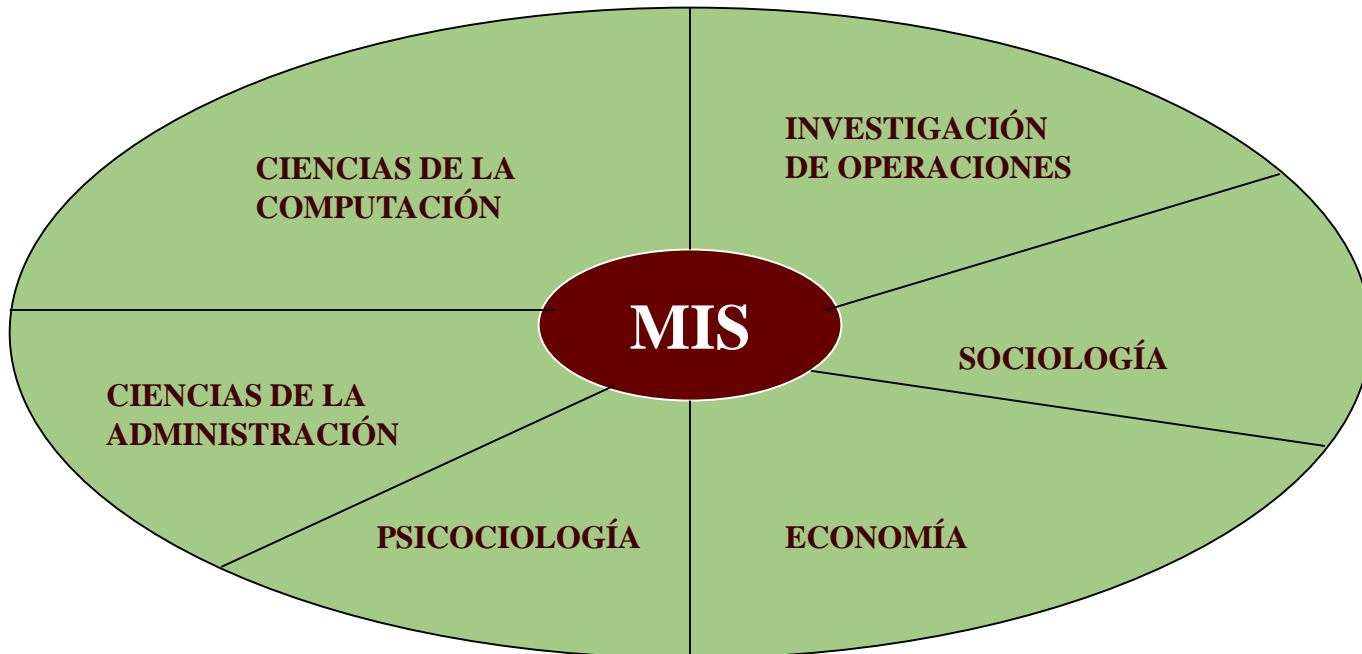 INVESTIGACIÓN
DE OPERACIONES
CIENCIAS DE LA
COMPUTACIÓN
MIS
SOCIOLOGÍA
CIENCIAS DE LA
ADMINISTRACIÓN
PSICOCIOLOGÍA
ECONOMÍA